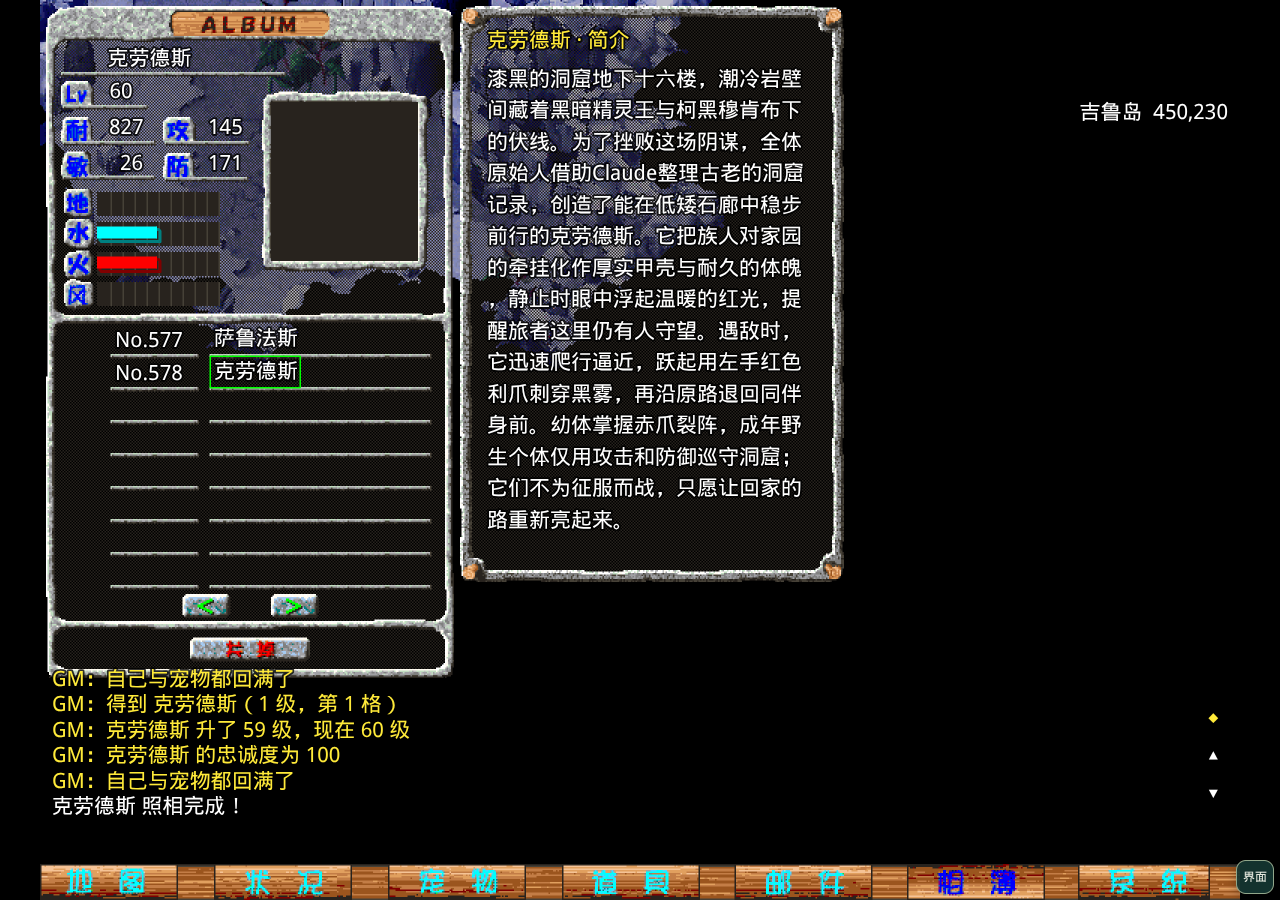 ALBUM
克劳德斯
Lv 60
耐 827 攻 145
敏 26 防 171
地
水
火
风
No.577 萨鲁法斯
No.578 克劳德斯
< >
关掉
克劳德斯·简介
漆黑的洞窟地下十六楼，潮冷岩壁
间藏着黑暗精灵王与柯黑穆肯布下
的伏线。为了挫败这场阴谋，全体
原始人借助Claude整理古老的洞窟
记录，创造了能在低矮石廊中稳步
前行的克劳德斯。它把族人对家园
的牵挂化作厚实甲壳与耐久的体魄
，静止时眼中浮起温暖的红光，提
醒旅者这里仍有人守望。遇敌时，
它迅速爬行逼近，跃起用左手红色
利爪刺穿黑雾，再沿原路退回同伴
身前。幼体掌握赤爪裂阵，成年野
生个体仅用攻击和防御巡守洞窟；
它们不为征服而战，只愿让回家的
路重新亮起来。
吉鲁岛 450,230
GM：自己与宠物都回满了
GM：得到 克劳德斯（1 级，第 1 格）
GM：克劳德斯 升了 59 级，现在 60 级
GM：克劳德斯 的忠诚度为 100
GM：自己与宠物都回满了
克劳德斯 照相完成！
地图 状况 宠物 道具 邮件 相簿 系统
界面